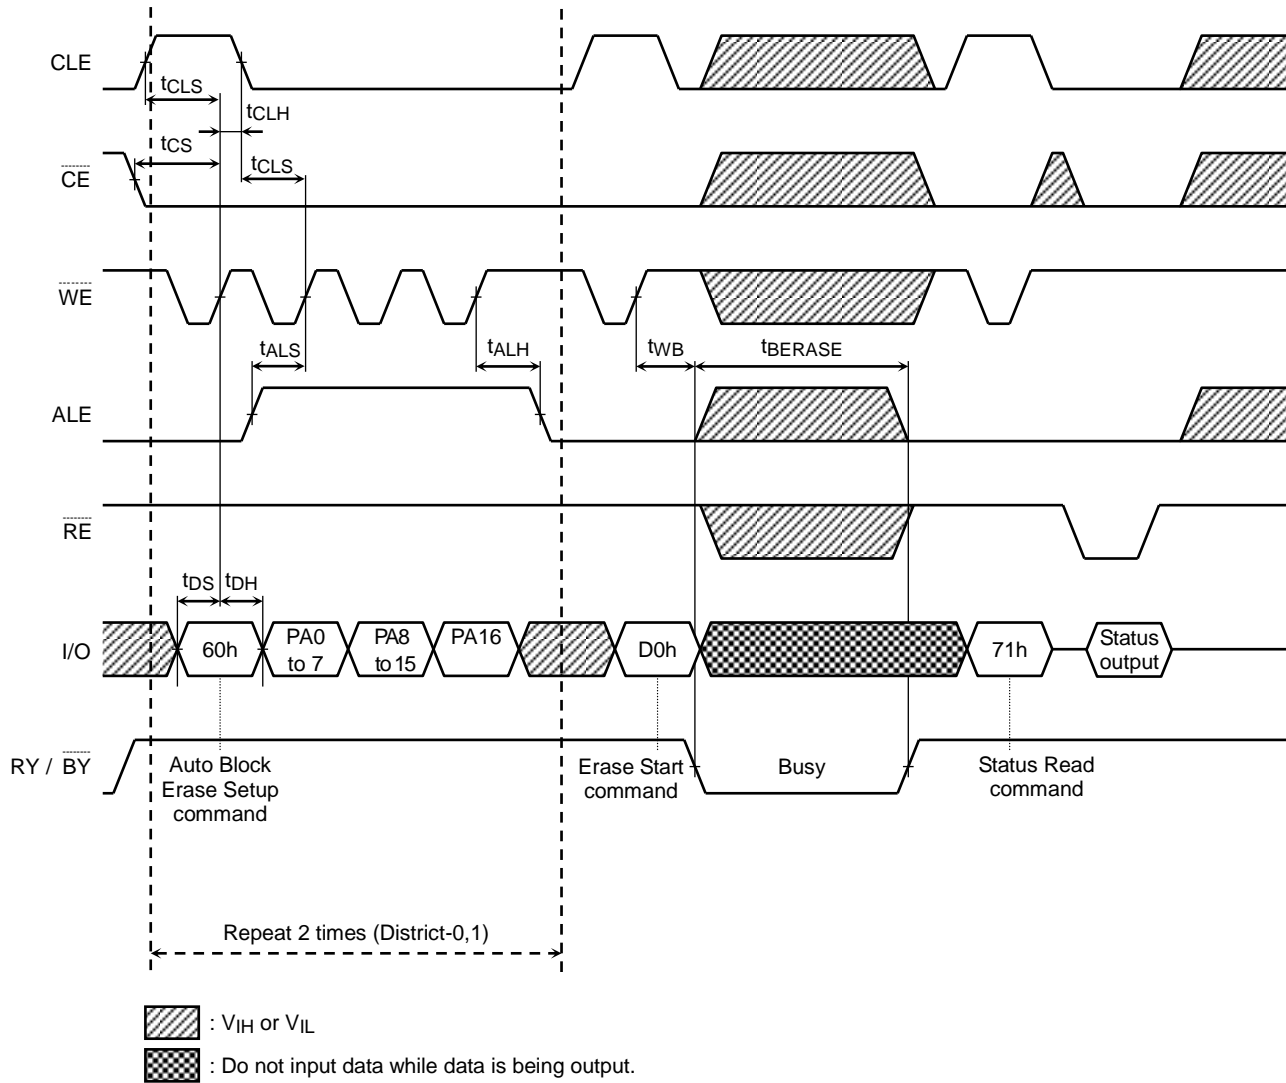 CLE
tCLS
tCLH
tCS
tCLS
CE
WE
tALS
tALH
tWB
tBERASE
ALE
RE
tDS
tDH
I/O
60h
PA0
to 7
PA8
to 15
PA16
D0h
71h
Status
output
RY / BY
Auto Block
Erase Setup
command
Erase Start
command
Busy
Status Read
command
Repeat 2 times (District-0,1)
: VIH or VIL
: Do not input data while data is being output.